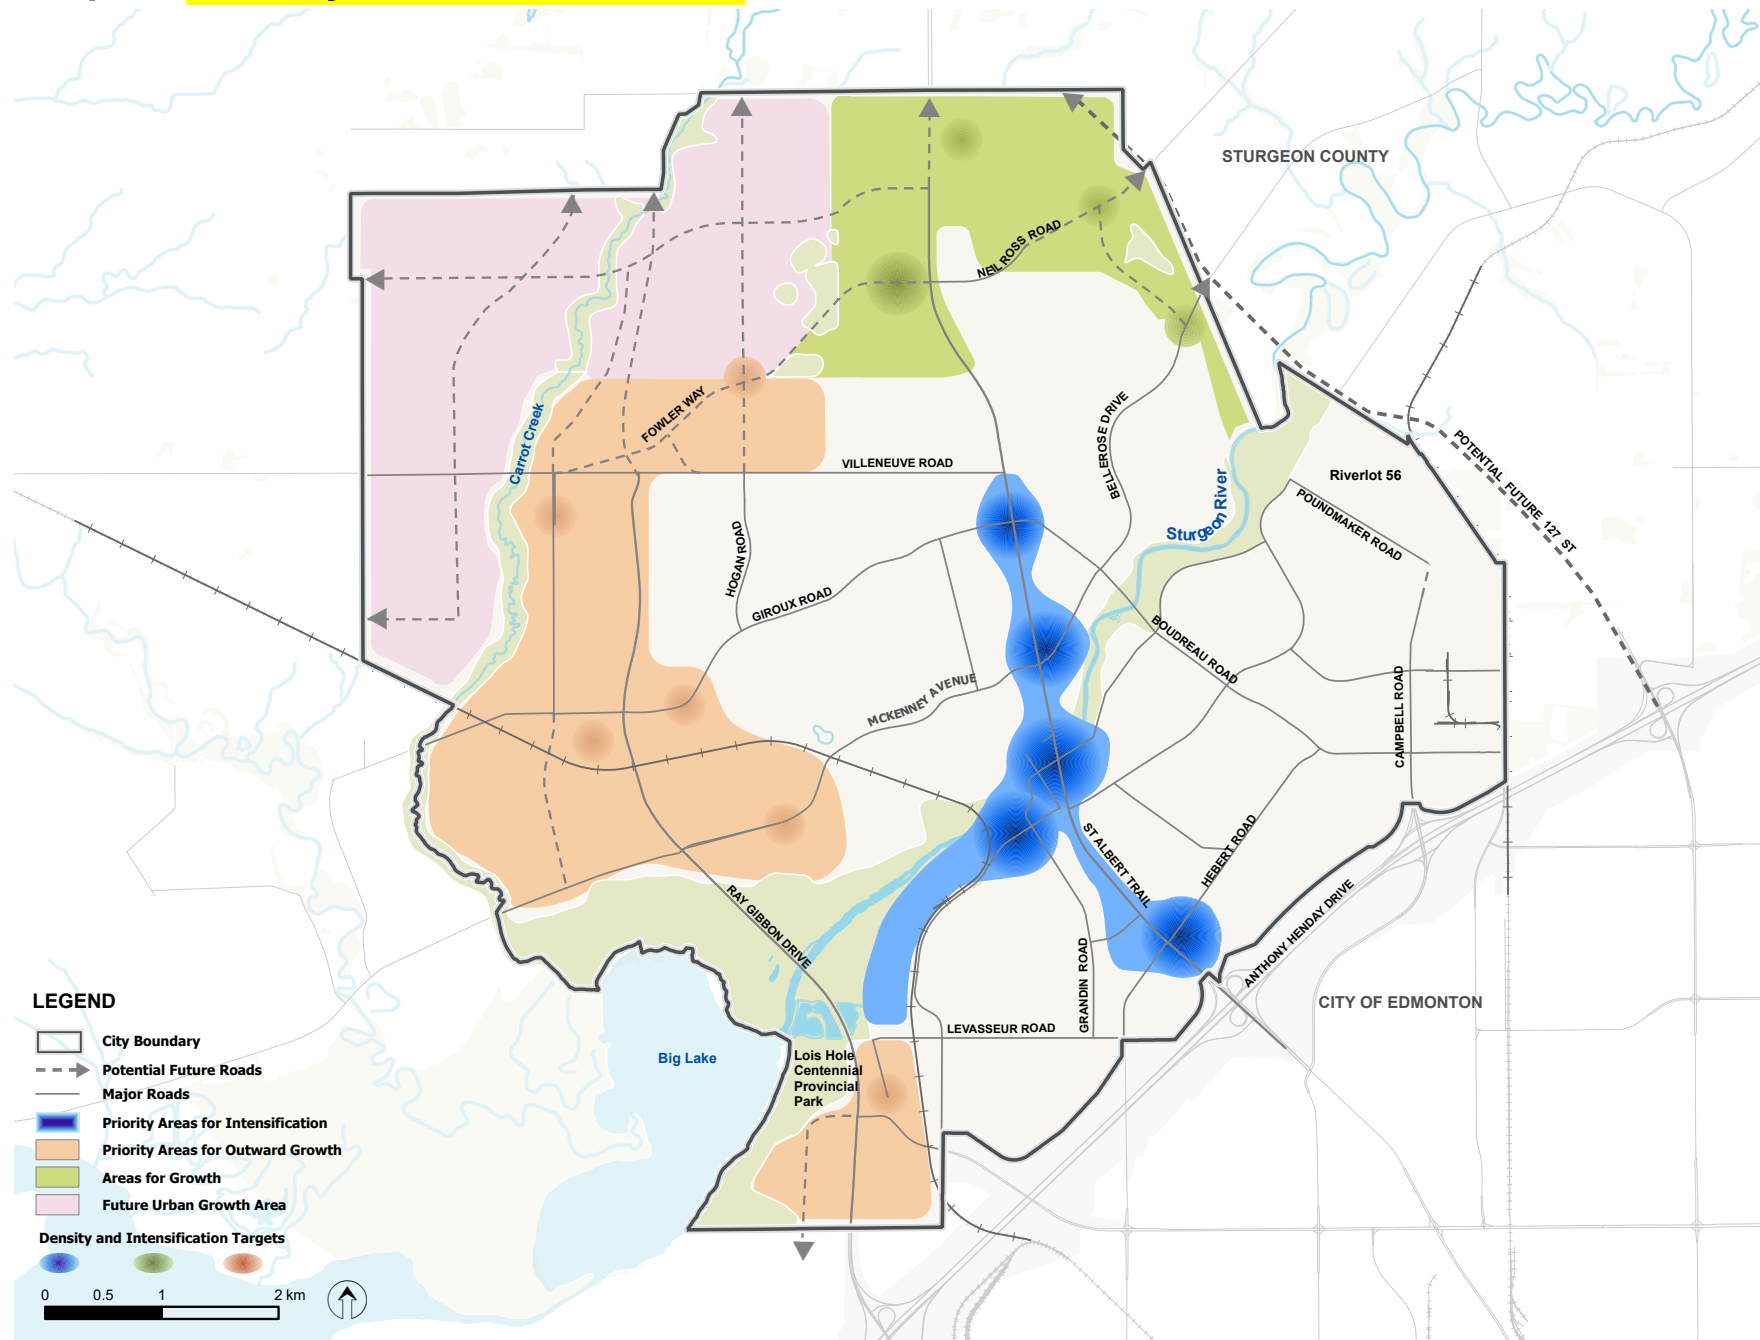 STURGEON COUNTY
NEIL ROSS ROAD
FOWLER WAY
BELLEROSE DRIVE
Carrot Creek
VILLENEUVE ROAD
Riverlot 56
POTENTIAL FUTURE 127 ST
Sturgeon River
POUNDMAKER ROAD
HOGAN ROAD
GIROUX ROAD
BOUDREAU ROAD
MCKENNEY AVENUE
CAMPBELL ROAD
ST ALBERT TRAIL
HEBERT ROAD
RAY GIBBON DRIVE
ANTHONY HENDAY DRIVE
GRANDIN ROAD
CITY OF EDMONTON
LEVASSEUR ROAD
Big Lake
Lois Hole
Centennial
Provincial
Park
LEGEND
City Boundary
Potential Future Roads
Major Roads
Priority Areas for Intensification
Priority Areas for Outward Growth
Areas for Growth
Future Urban Growth Area
Density and Intensification Targets
0 0.5 1 2 km